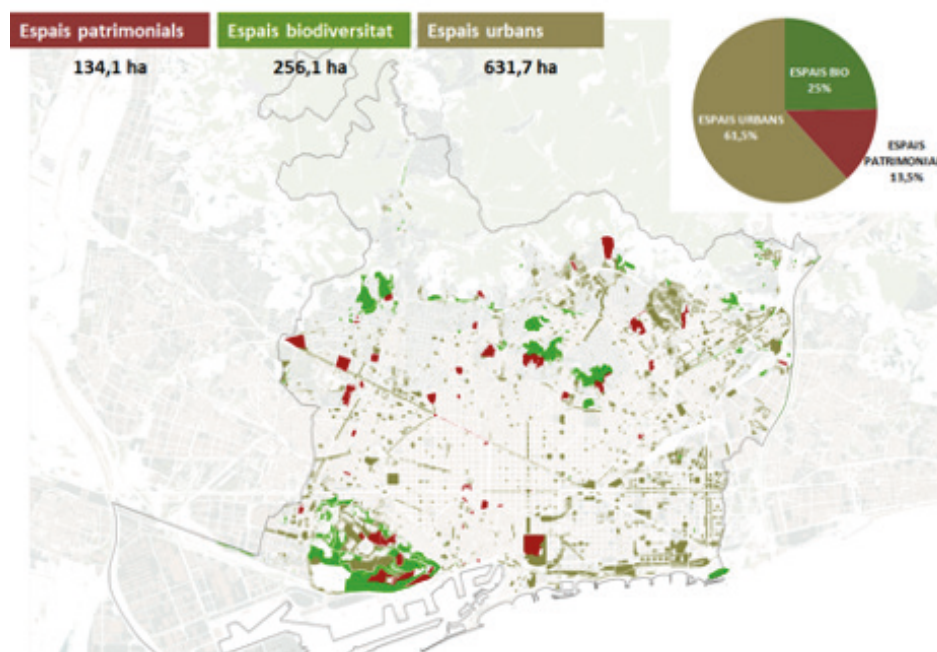 Espais patrimonials
134,1 ha
Espais biodiversitat
256,1 ha
Espais urbans
631,7 ha
ESPAIS BIO
25%
ESPAIS URBANS
61,5%
ESPAIS
PATRIMONIAL
13,5%